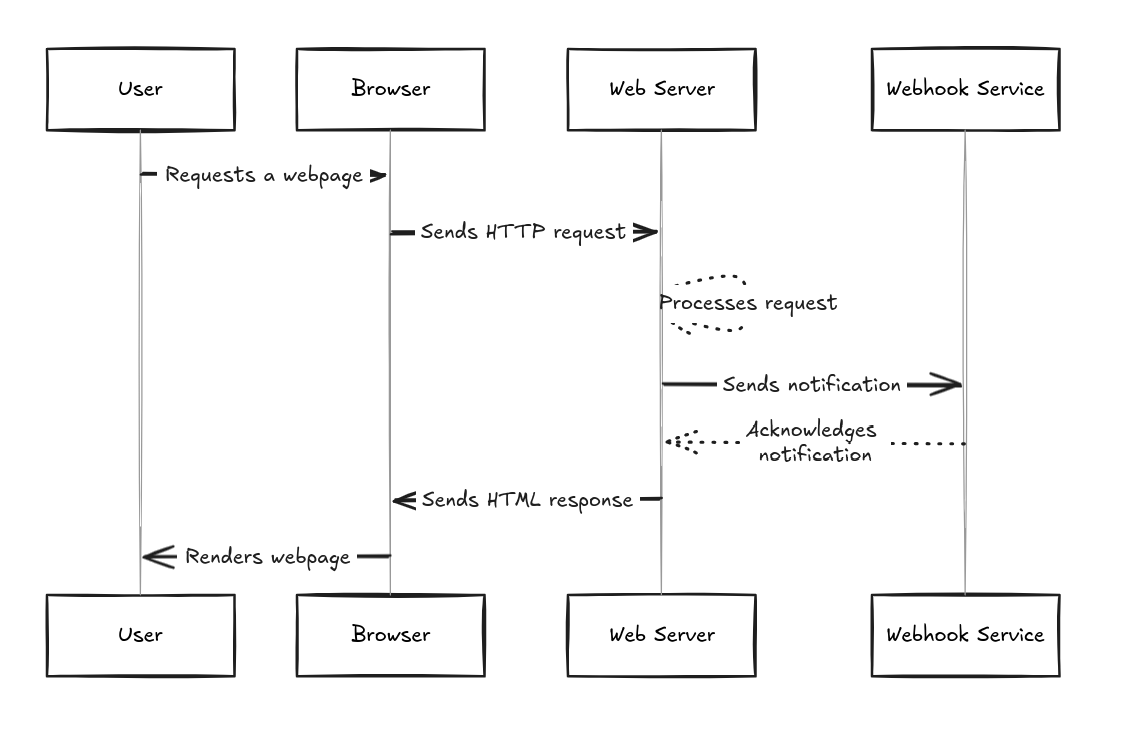 User
Browser
Web Server
Webhook Service
Requests a webpage
Sends HTTP request
Processes request
Sends notification
Acknowledges
notification
Sends HTML response
Renders webpage
User
Browser
Web Server
Webhook Service